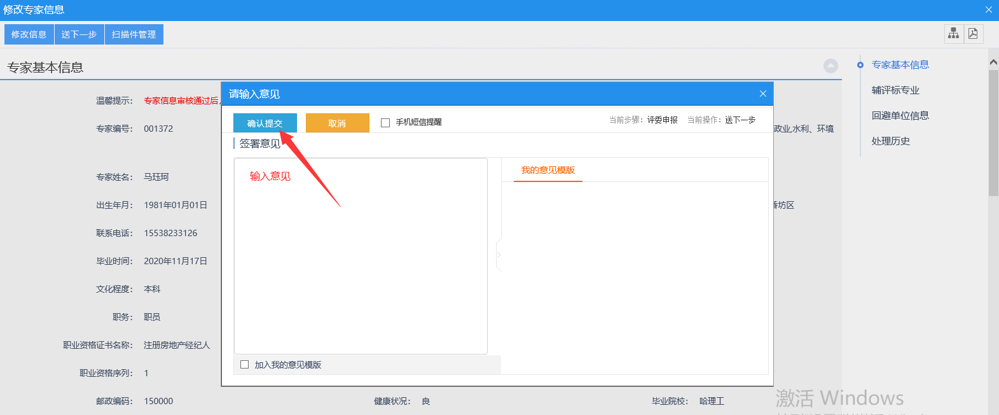 修改专家信息
修改信息 送下一步 扫描件管理
专家基本信息
温馨提示： 专家信息审核通过后
专家编号： 001372
政业,水利、环境
专家姓名： 马珏珂
出生年月： 1981年01月01日
香坊区
联系电话： 15538233126
毕业时间： 2020年11月17日
文化程度： 本科
职务： 职员
职业资格证书名称： 注册房地产经纪人
职业资格序列： 1
邮政编码： 150000 健康状况： 良 毕业院校： 哈理工
请输入意见
确认提交 取消 手机短信提醒 当前步骤：评委申报 当前操作：送下一步
签署意见
输入意见
我的意见模版
加入我的意见模版
专家基本信息
辅评标专业
回避单位信息
处理历史
激活 Windows